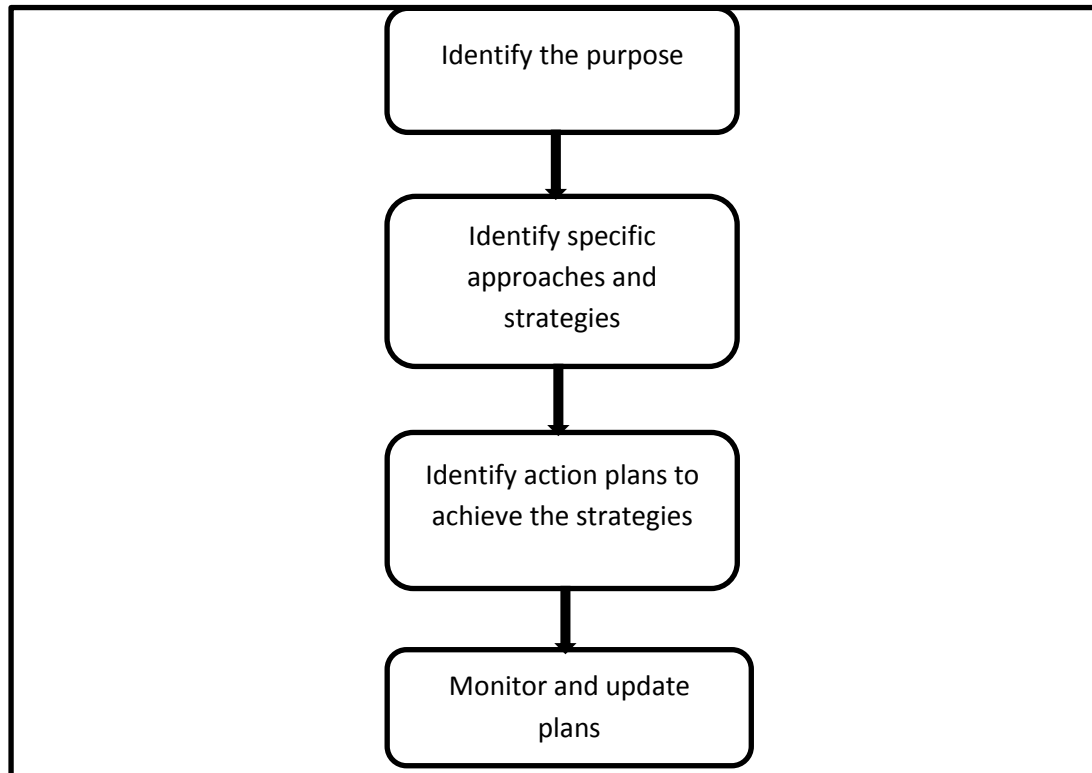 Identify the purpose
Identify specific
approaches and
strategies
Identify action plans to
achieve the strategies
Monitor and update
plans